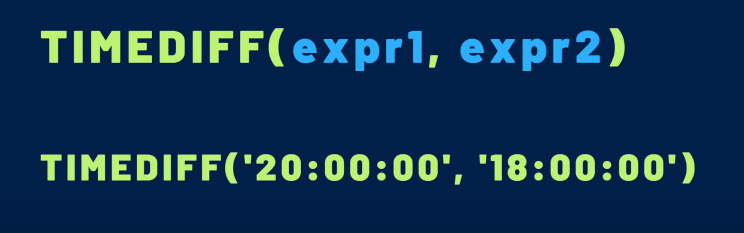 TIMEDIFF(expr1, expr2)
TIMEDIFF('20:00:00', '18:00:00')